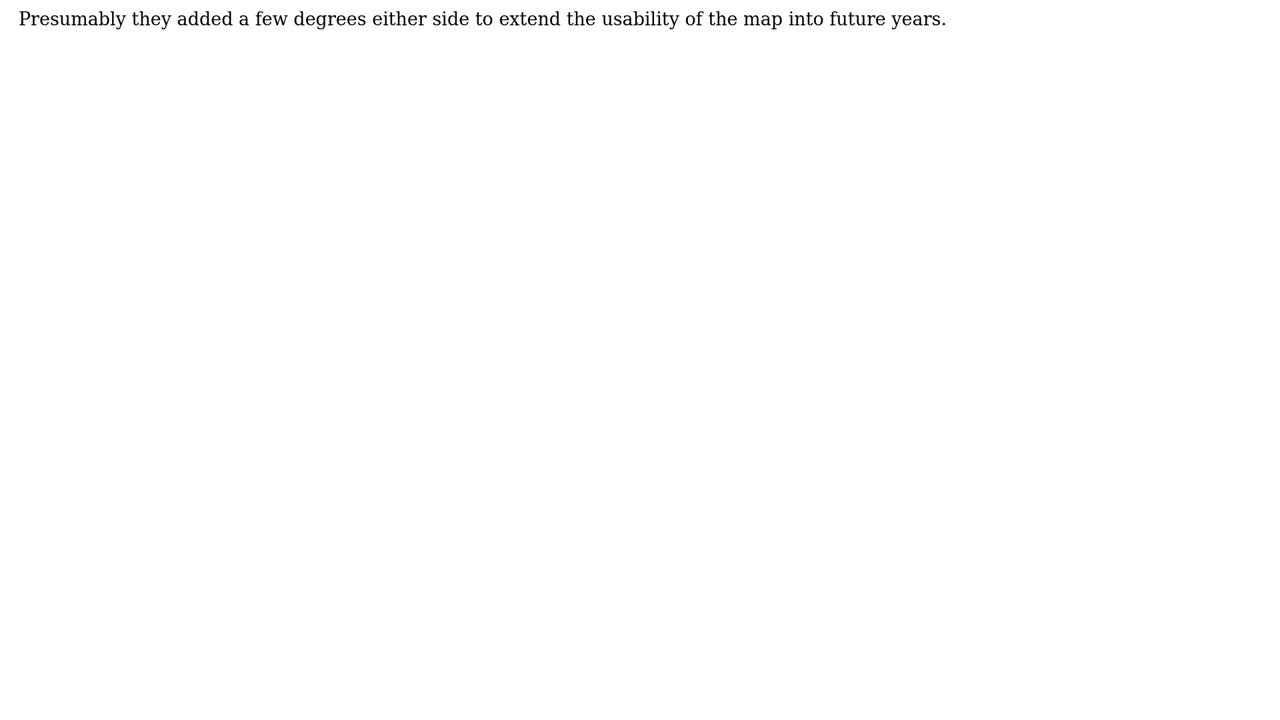 Presumably they added a few degrees either side to extend the usability of the map into future years.